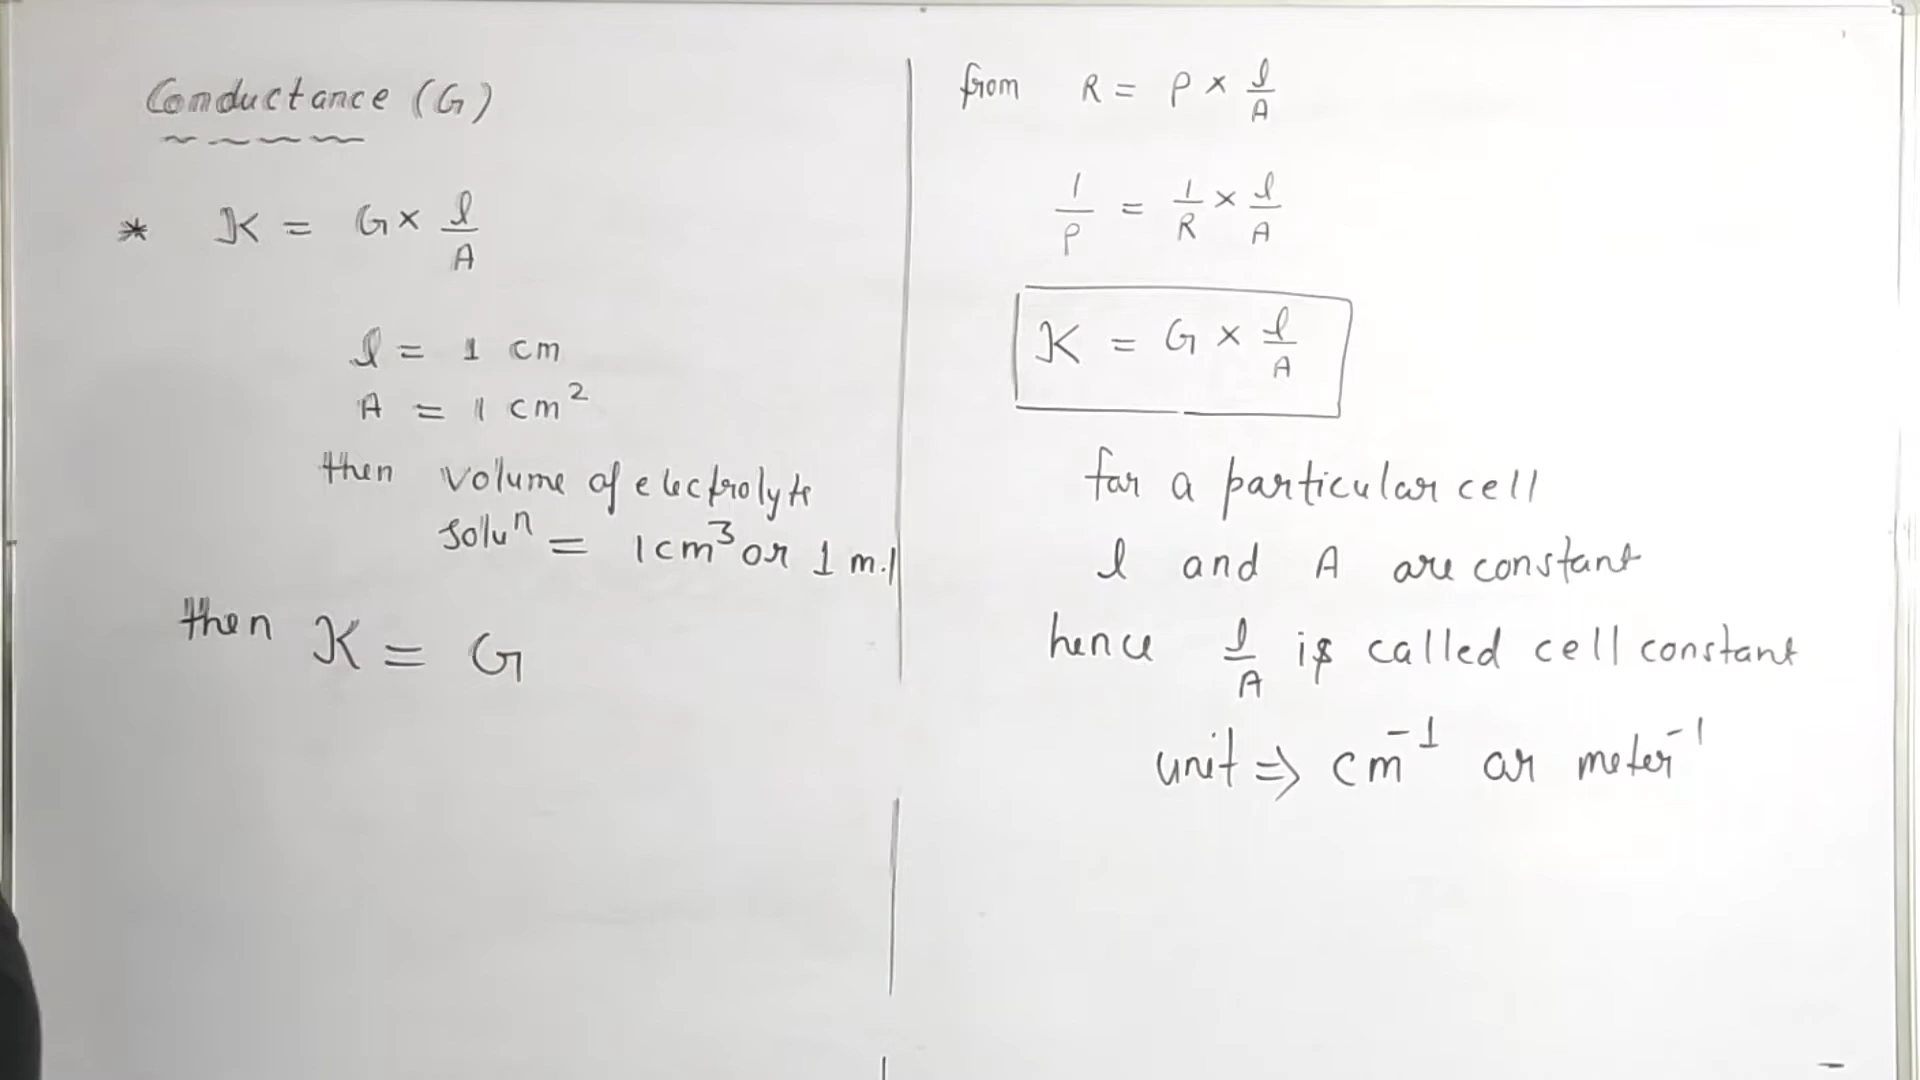 Conductance (G)
* K = G × l/A
l = 1 cm
A = 1 cm²
then volume of electrolyte
soluⁿ = 1cm³ or 1 m.l
then K = G
from R = ρ × l/A
1/ρ = 1/R × l/A
K = G × l/A
for a particular cell
l and A are constant
hence l/A is called cell constant
unit ⇒ cm⁻¹ or meter⁻¹